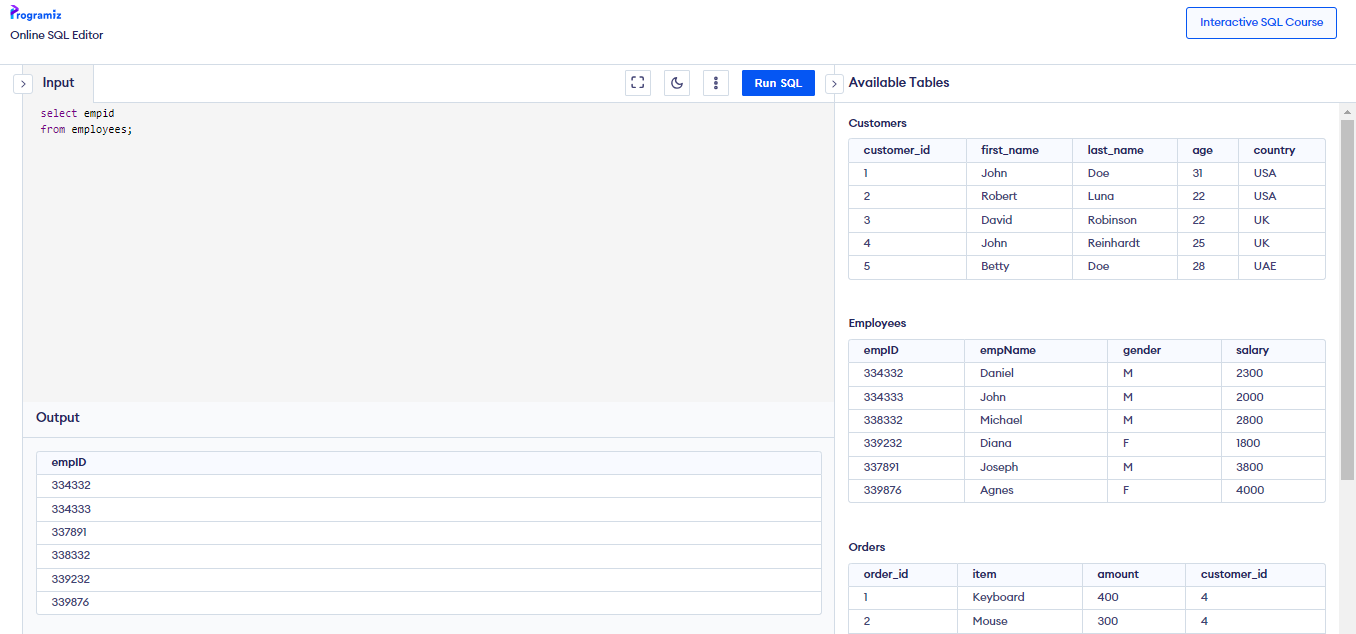 Programiz
Online SQL Editor
Interactive SQL Course
Input
Run SQL
select empid
from employees;
Output
empID
334332
334333
337891
338332
339232
339876
Available Tables
Customers
customer_id first_name last_name age country
1 John Doe 31 USA
2 Robert Luna 22 USA
3 David Robinson 22 UK
4 John Reinhardt 25 UK
5 Betty Doe 28 UAE
Employees
empID empName gender salary
334332 Daniel M 2300
334333 John M 2000
338332 Michael M 2800
339232 Diana F 1800
337891 Joseph M 3800
339876 Agnes F 4000
Orders
order_id item amount customer_id
1 Keyboard 400 4
2 Mouse 300 4